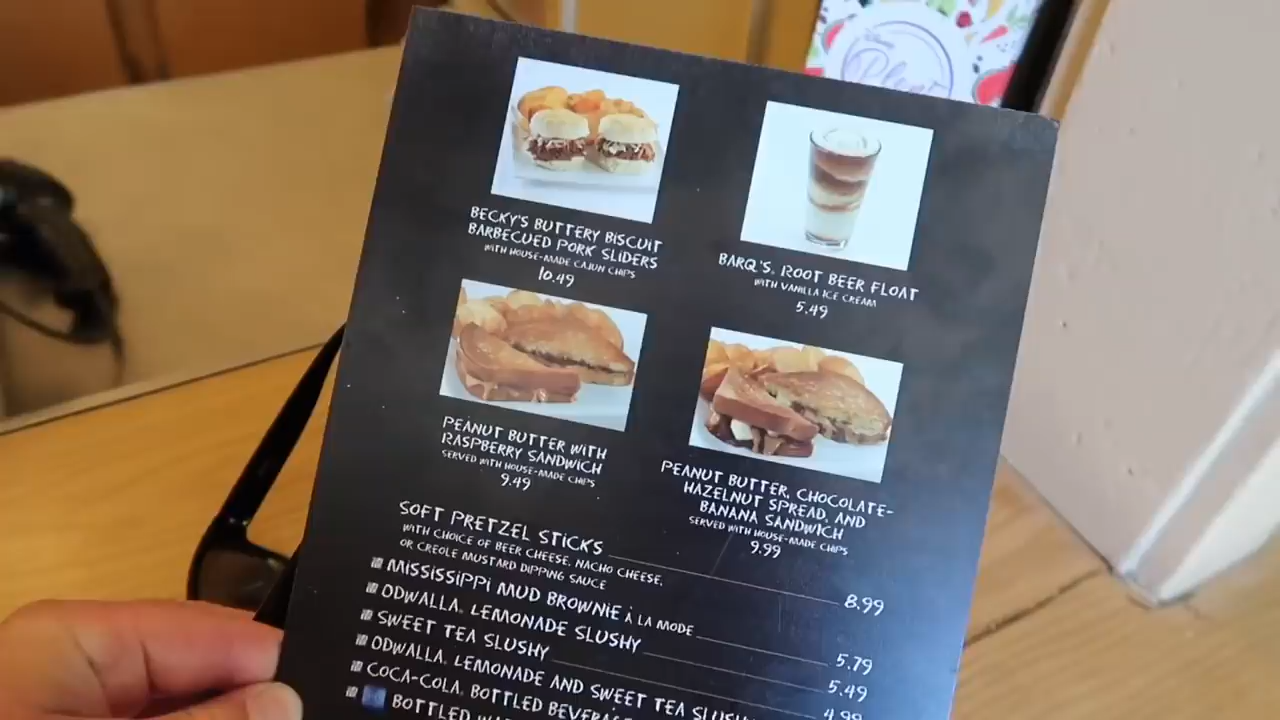 BECKY'S BUTTERY BISCUIT
BARBECUED PORK SLIDERS
WITH HOUSE-MADE CAJUN CHIPS
10.49
BARQ'S. ROOT BEER FLOAT
WITH VANILLA ICE CREAM
5.49
PEANUT BUTTER WITH
RASPBERRY SANDWICH
SERVED WITH HOUSE-MADE CHIPS
9.49
PEANUT BUTTER, CHOCOLATE-
HAZELNUT SPREAD, AND
BANANA SANDWICH
SERVED WITH HOUSE-MADE CHIPS
9.99
SOFT PRETZEL STICKS 8.99
WITH CHOICE OF BEER CHEESE, NACHO CHEESE,
OR CREOLE MUSTARD DIPPING SAUCE
MISSISSIPPI MUD BROWNIE À LA MODE 5.79
ODWALLA. LEMONADE SLUSHY 5.49
SWEET TEA SLUSHY 4.99
ODWALLA. LEMONADE AND SWEET TEA SLUSHY
COCA-COLA. BOTTLED
BOTTLED